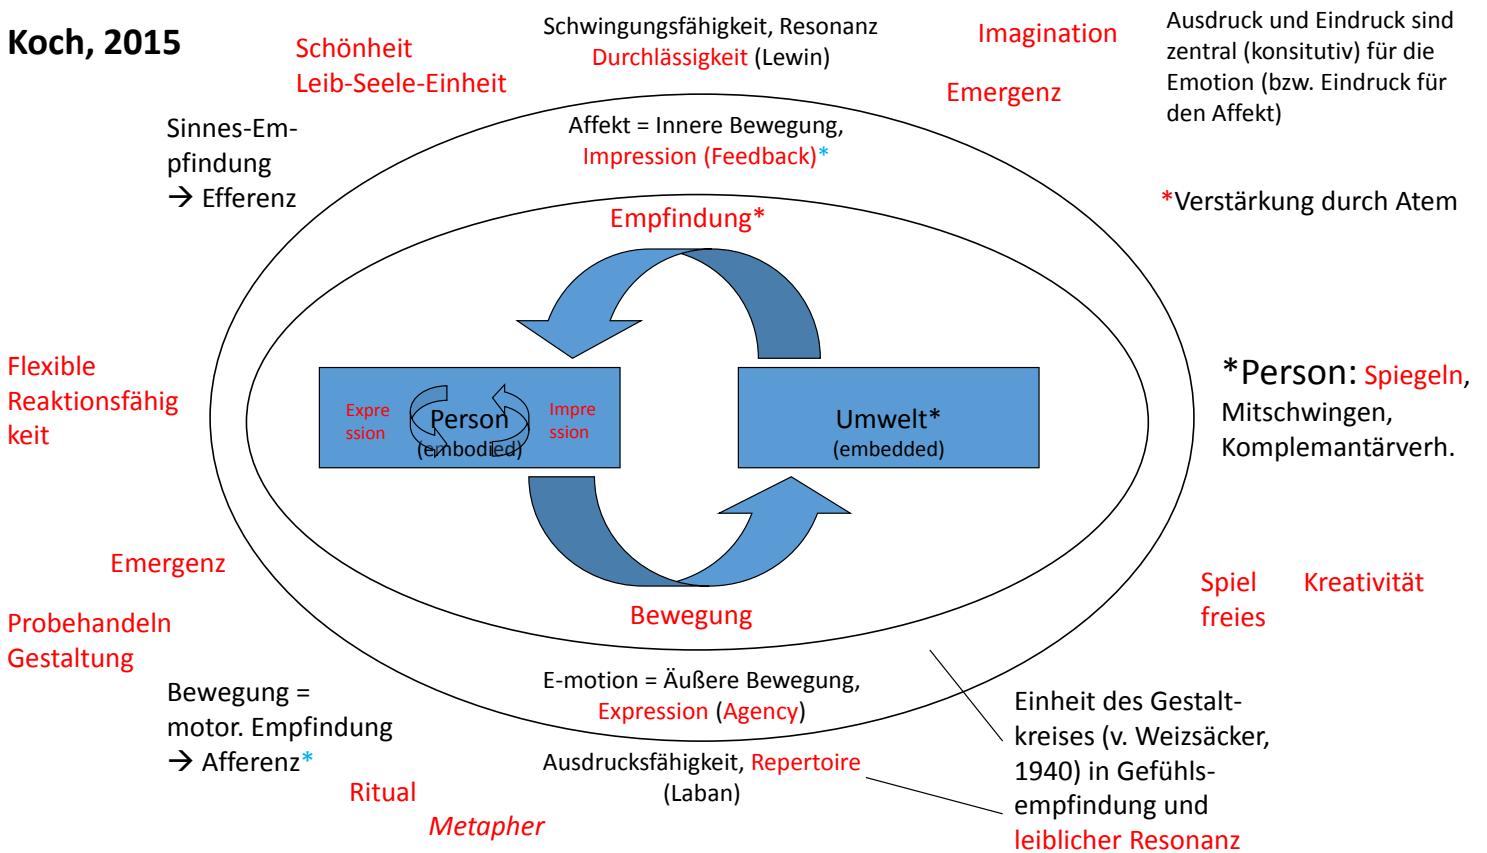 Koch, 2015
Schönheit
Leib-Seele-Einheit
Schwingungsfähigkeit, Resonanz
Durchlässigkeit (Lewin)
Imagination
Emergenz
Ausdruck und Eindruck sind
zentral (konsitutiv) für die
Emotion (bzw. Eindruck für
den Affekt)
Sinnes-Em-
pfindung
→ Efferenz
Affekt = Innere Bewegung,
Impression (Feedback)*
*Verstärkung durch Atem
Empfindung*
Flexible
Reaktionsfähig
keit
Expre
ssion
Person
(embodied)
Impre
ssion
Umwelt*
(embedded)
*Person: Spiegeln,
Mitschwingen,
Komplemantärverh.
Emergenz
Probehandeln
Gestaltung
Bewegung
Spiel
freies
Kreativität
Bewegung =
motor. Empfindung
→ Afferenz*
E-motion = Äußere Bewegung,
Expression (Agency)
Ausdrucksfähigkeit, Repertoire
(Laban)
Einheit des Gestalt-
kreises (v. Weizsäcker,
1940) in Gefühls-
empfindung und
leiblicher Resonanz
Ritual
Metapher